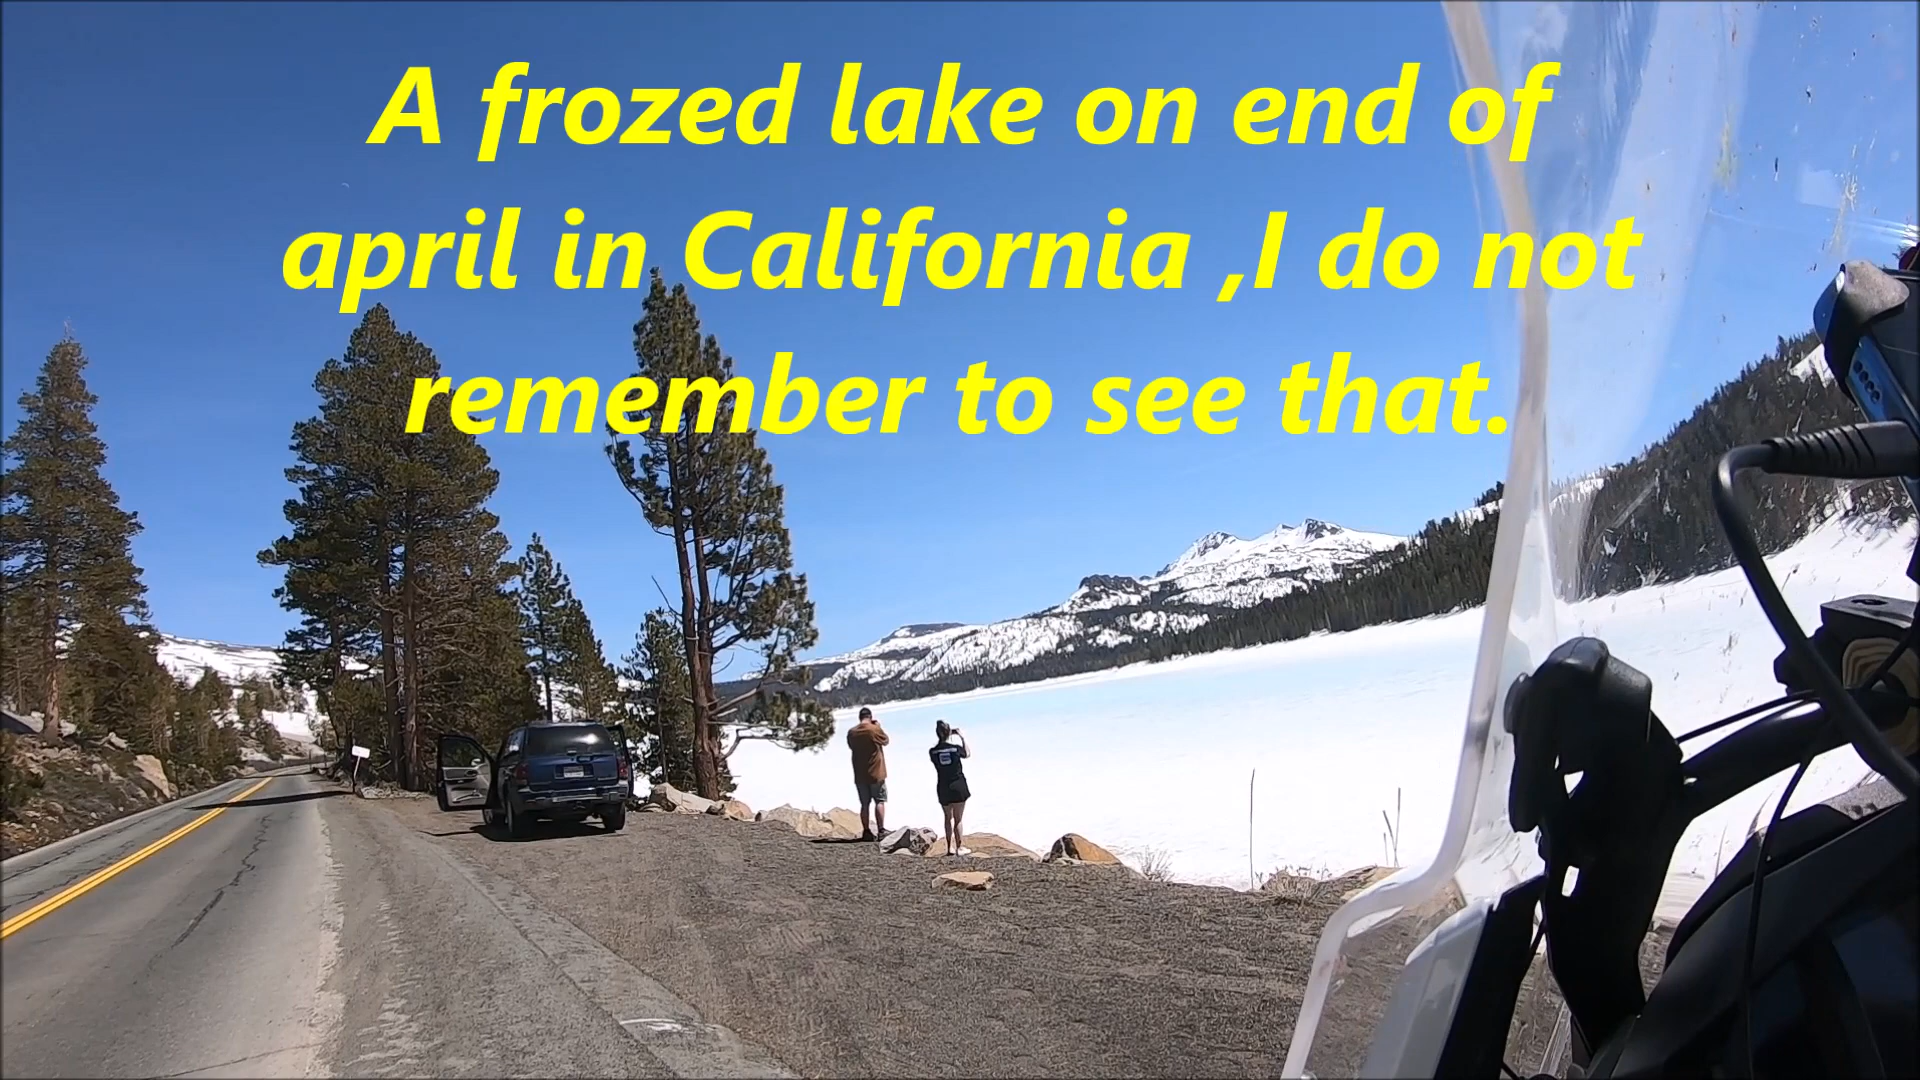 A frozed lake on end of
april in California ,I do not
remember to see that.